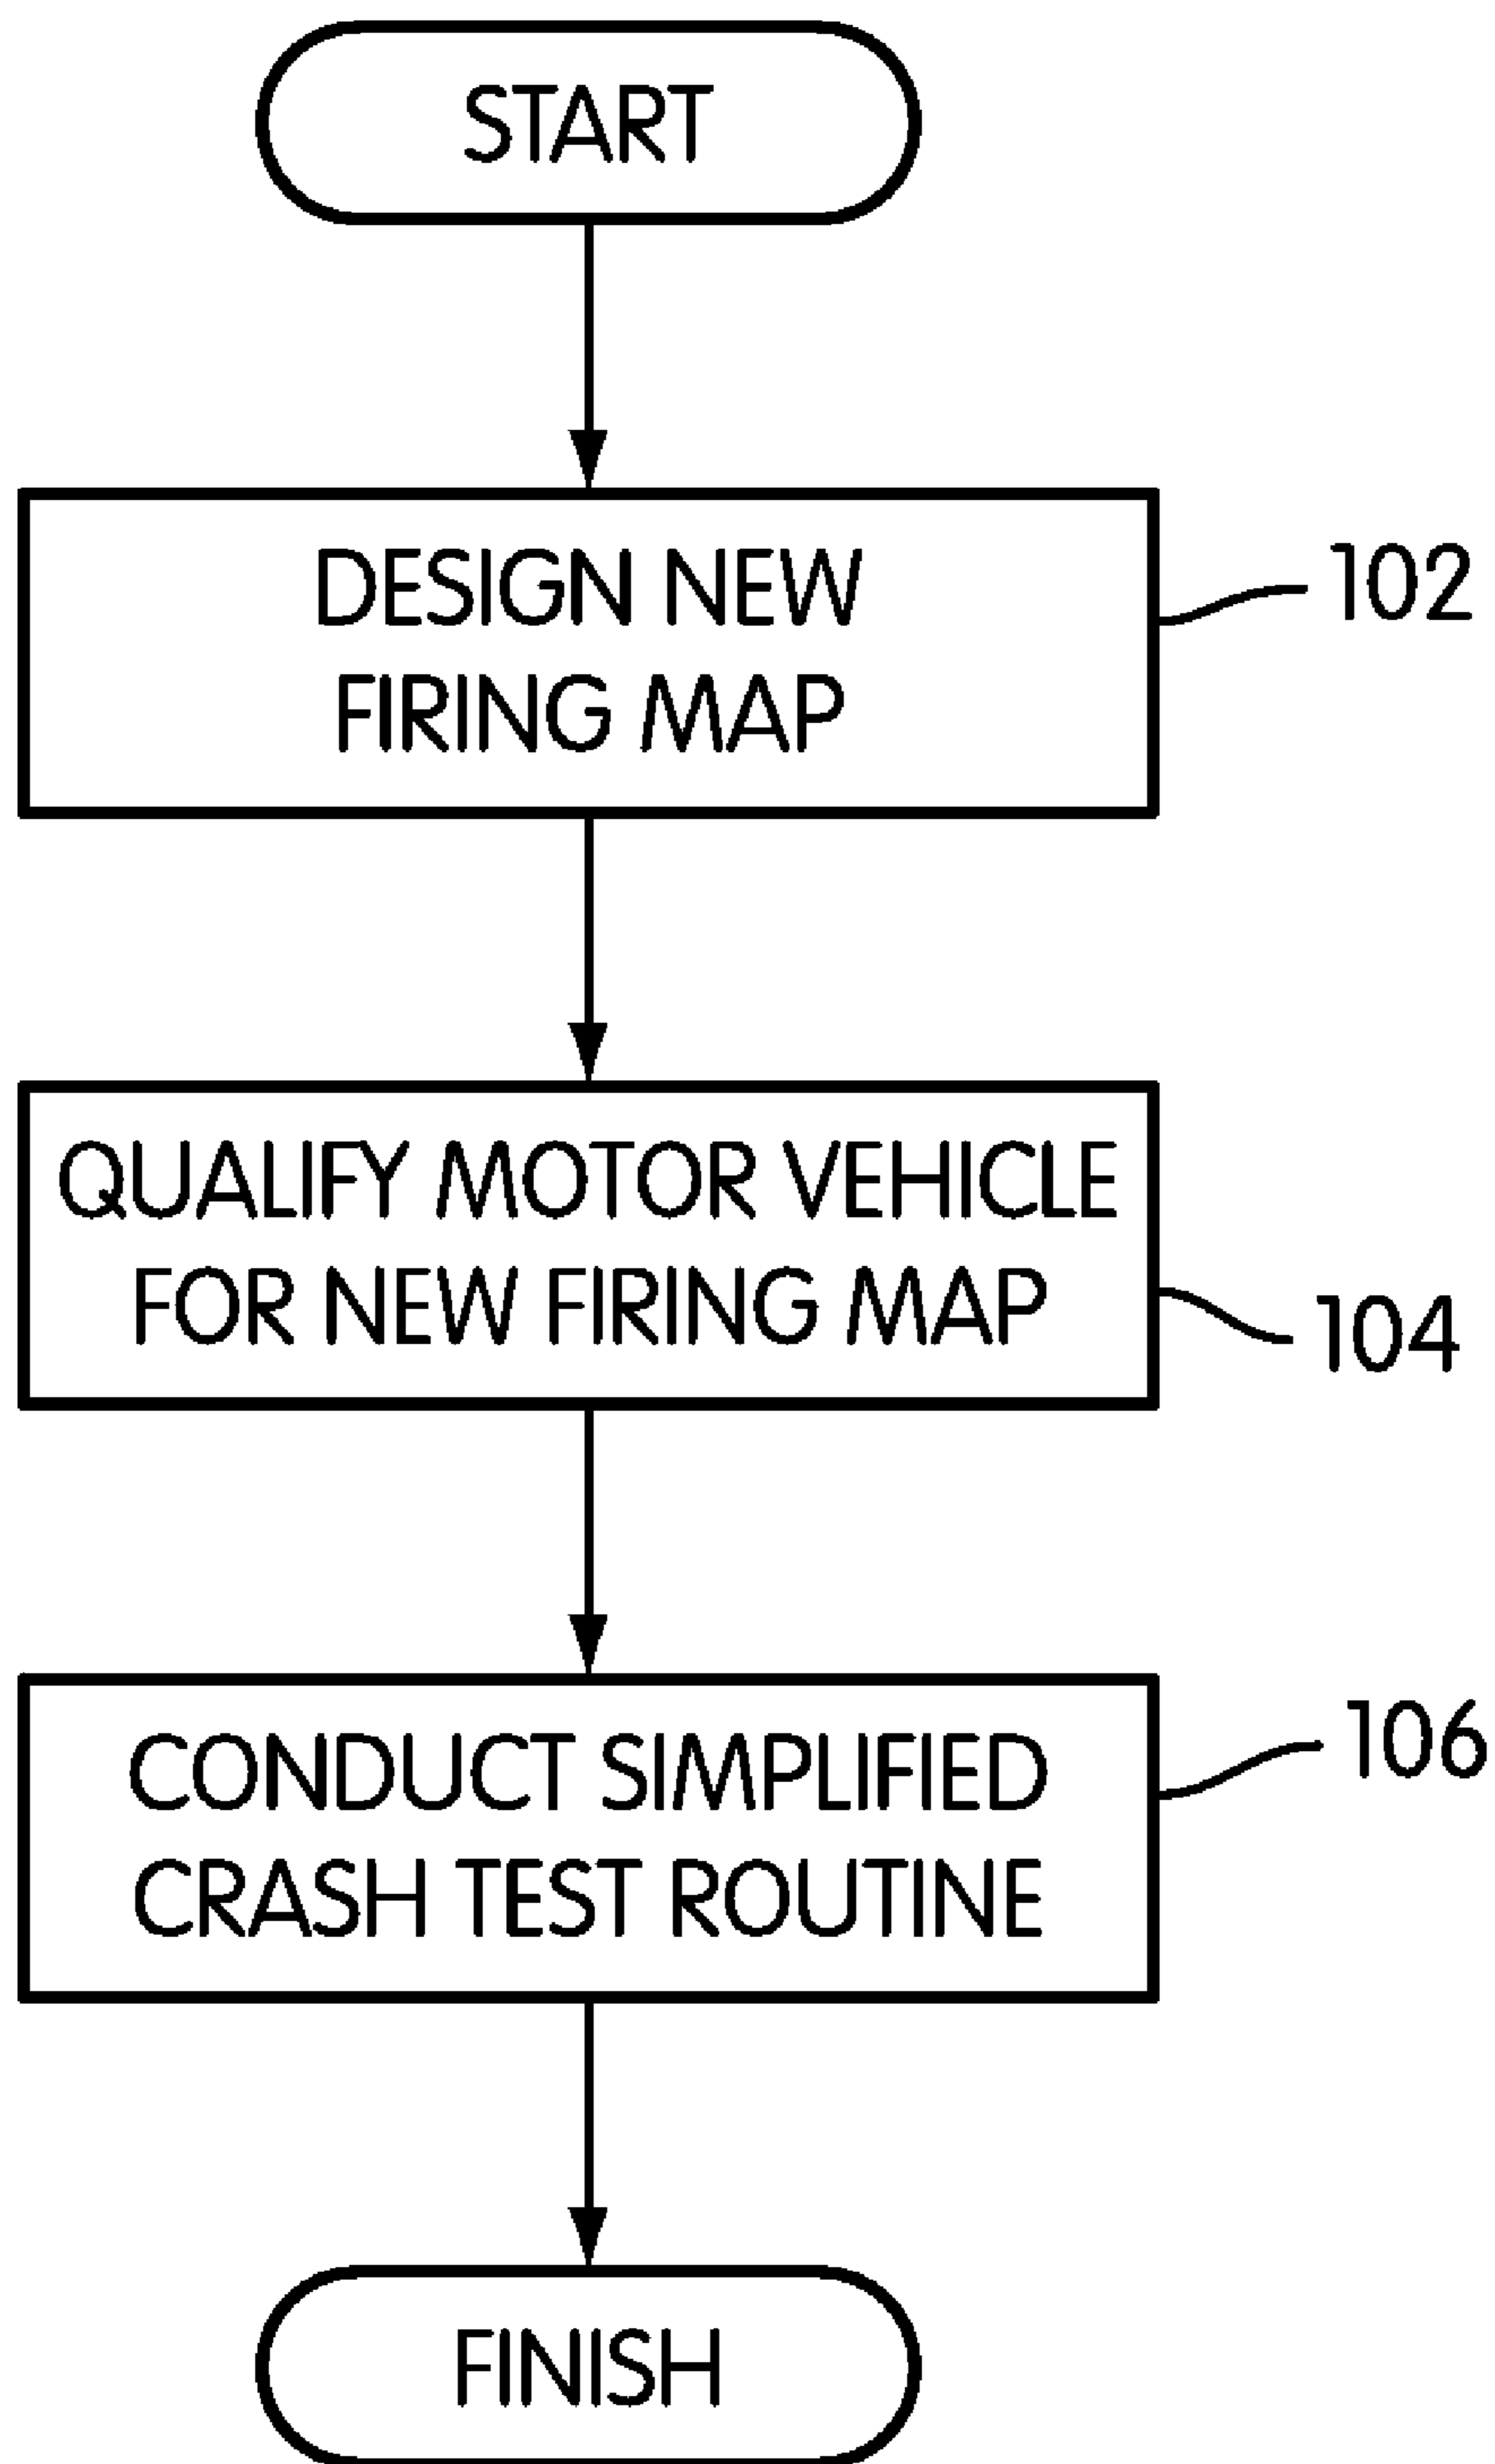 START
DESIGN NEW
FIRING MAP
102
QUALIFY MOTOR VEHICLE
FOR NEW FIRING MAP
104
CONDUCT SIMPLIFIED
CRASH TEST ROUTINE
106
FINISH